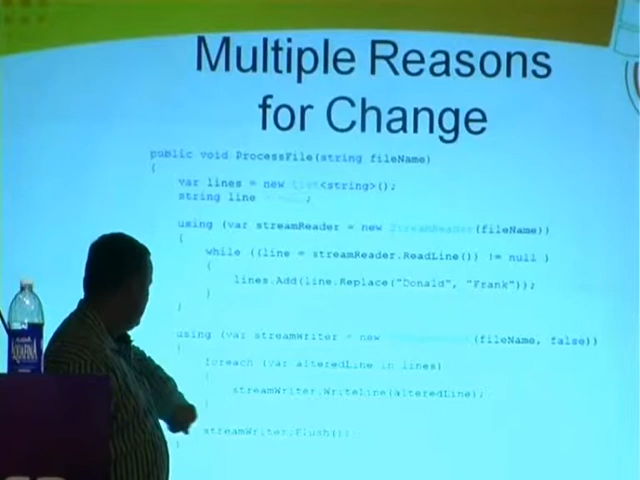 Multiple Reasons
for Change
public void ProcessFile(string fileName)
{
var lines = new List<string>();
string line = null;
using (var streamReader = new StreamReader(fileName))
{
while ((line = streamReader.ReadLine()) != null )
{
lines.Add(line.Replace("Donald", "Frank"));
}
}
using (var streamWriter = new (fileName, false))
{
foreach (var alteredLine in lines)
{
streamWriter.WriteLine(alteredLine);
}
streamWriter.Flush();
}
AQUAFINA